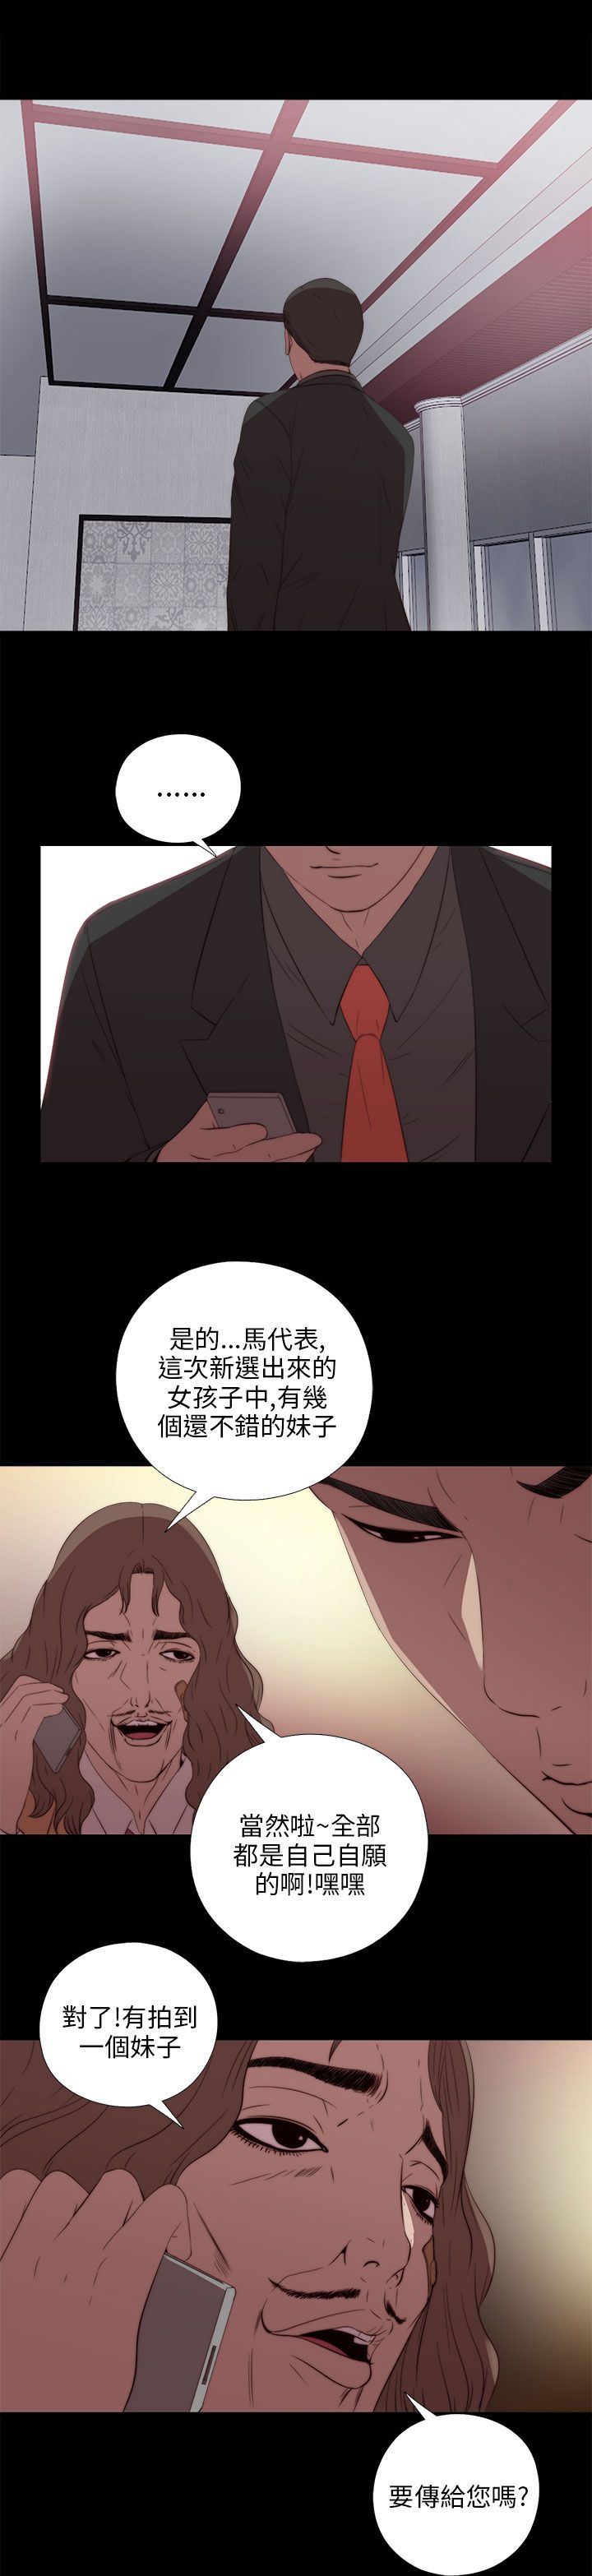 ······
是的...馬代表,
這次新選出來的
女孩子中,有幾
個還不錯的妹子
當然啦~全部
都是自己自願
的啊!嘿嘿
對了!有拍到
一個妹子
要傳給您嗎?